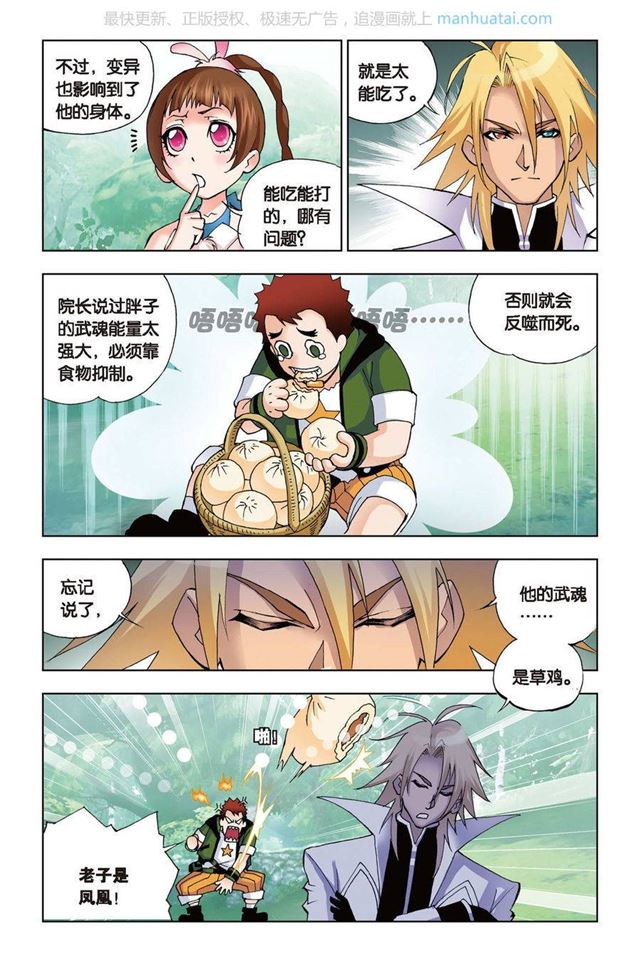 最快更新、正版授权、极速无广告，追漫画就上 manhuatai.com
不过，变异
也影响到了
他的身体。
能吃能打
的，哪有
问题？
就是太
能吃了。
院长说过胖子
的武魂能量太
强大，必须靠
食物抑制。
唔唔唔
唔……
否则就会
反噬而死。
忘记
说了，
他的武魂
……
是草鸡。
啪！
老子是
凤凰！